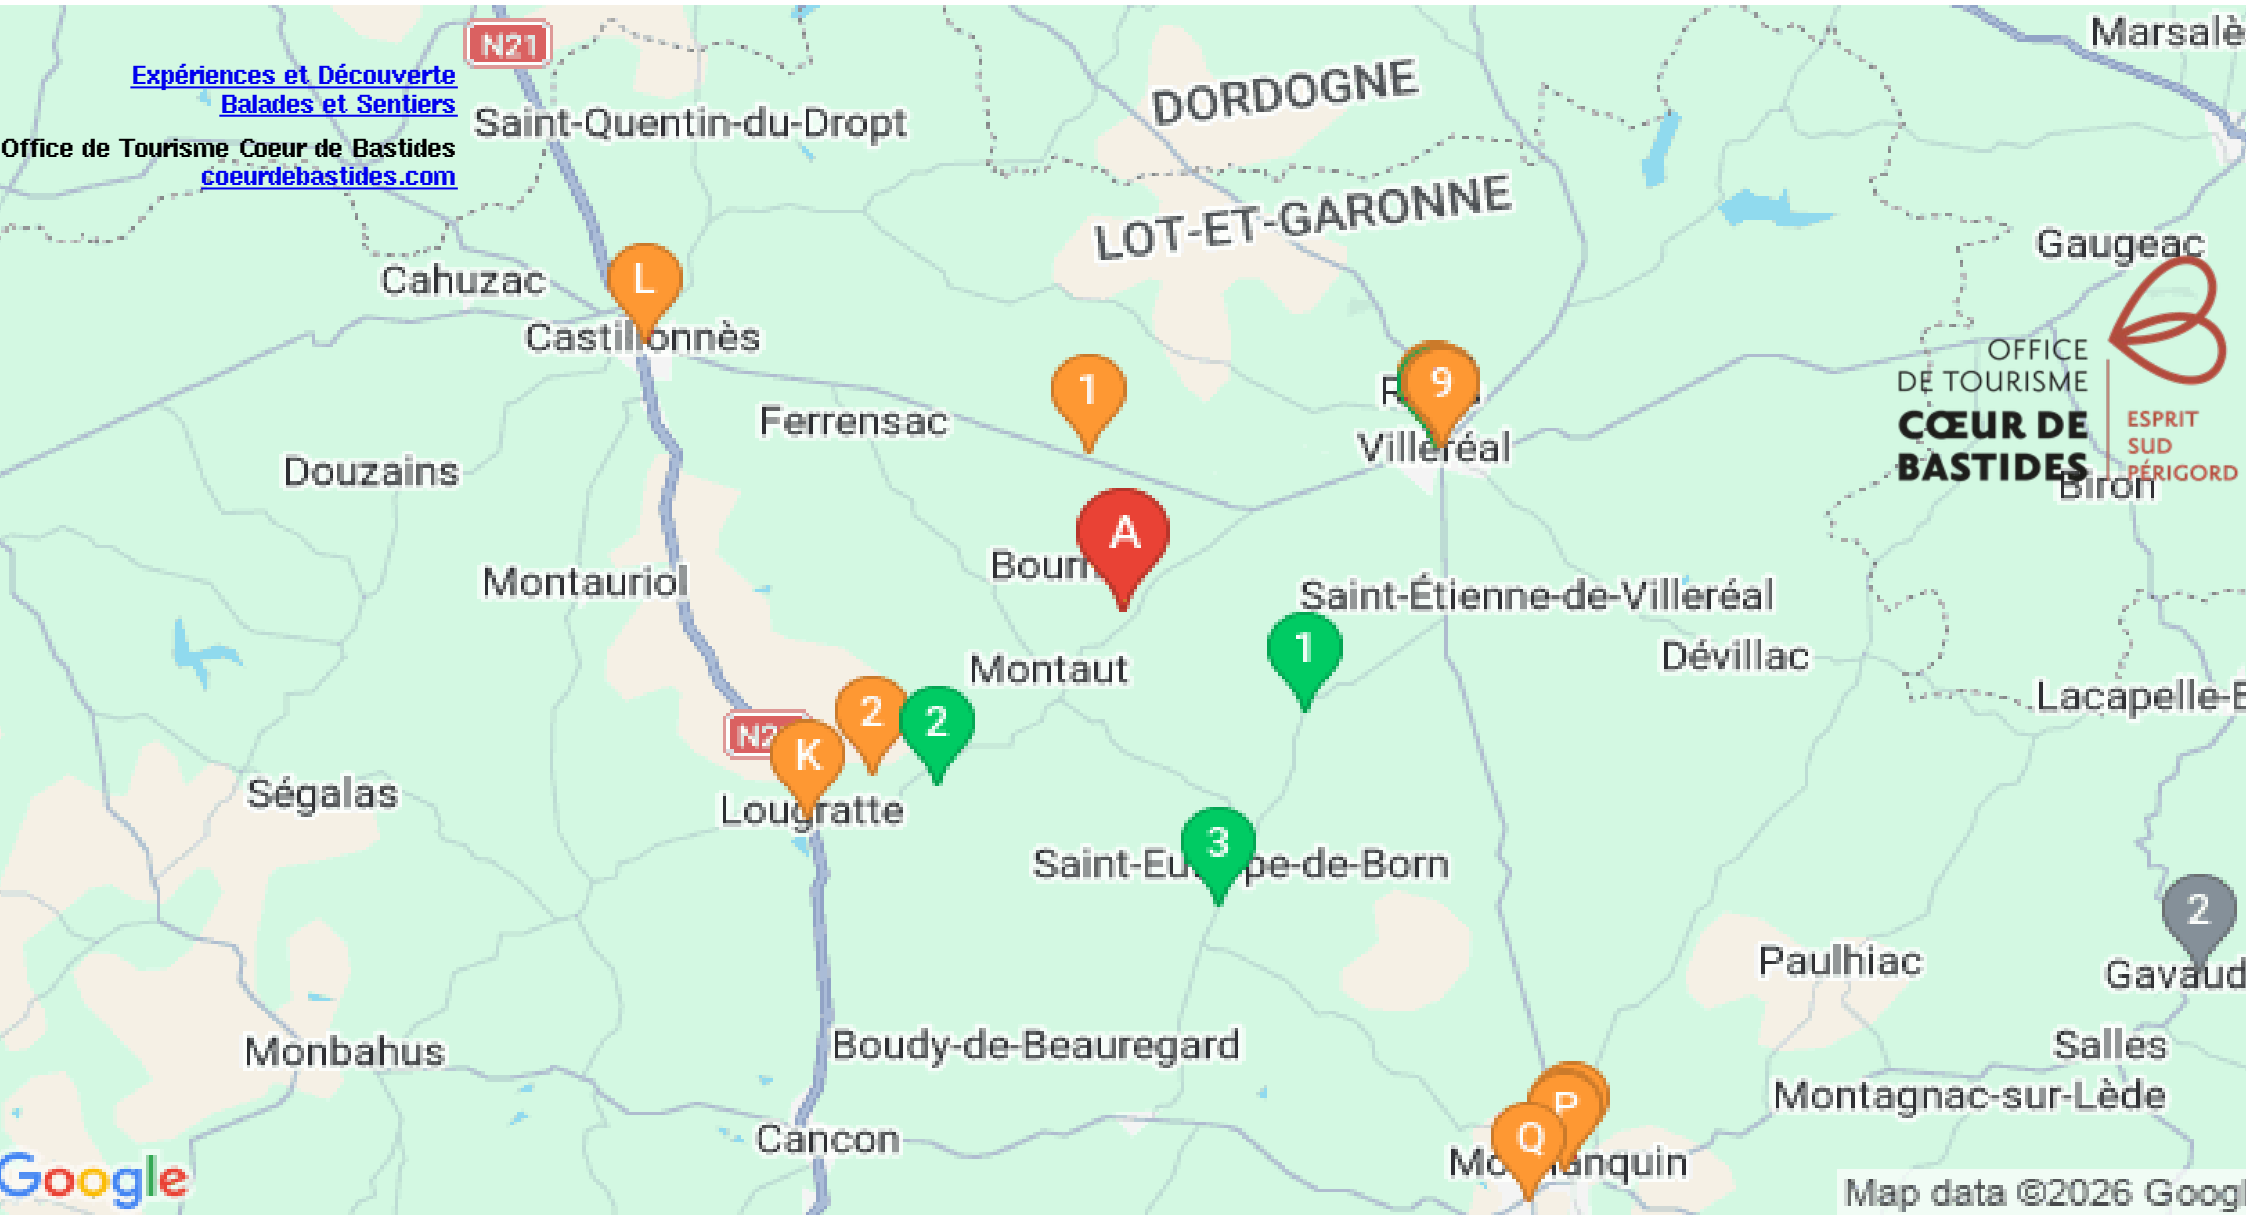 N21
Marsalè
Expériences et Découverte
Balades et Sentiers
DORDOGNE
Saint-Quentin-du-Dropt
Office de Tourisme Coeur de Bastides
coeurdebastides.com
LOT-ET-GARONNE
Gaugeac
Cahuzac
L
Castillonnès
OFFICE
DE TOURISME
CŒUR DE
BASTIDES
ESPRIT
SUD
PÉRIGORD
1
9
Ferrensac
Villeréal
Douzains
Biron
A
Bourn
Montauriol
Saint-Étienne-de-Villeréal
1
Dévillac
Montaut
Lacapelle-B
2
2
N2
K
Ségalas
Lougratte
3
Saint-Eutrope-de-Born
2
Paulhiac
Gavaud
Monbahus
Boudy-de-Beauregard
Salles
Montagnac-sur-Lède
P
Q
Cancon
Monflanquin
Google
Map data ©2026 Googl